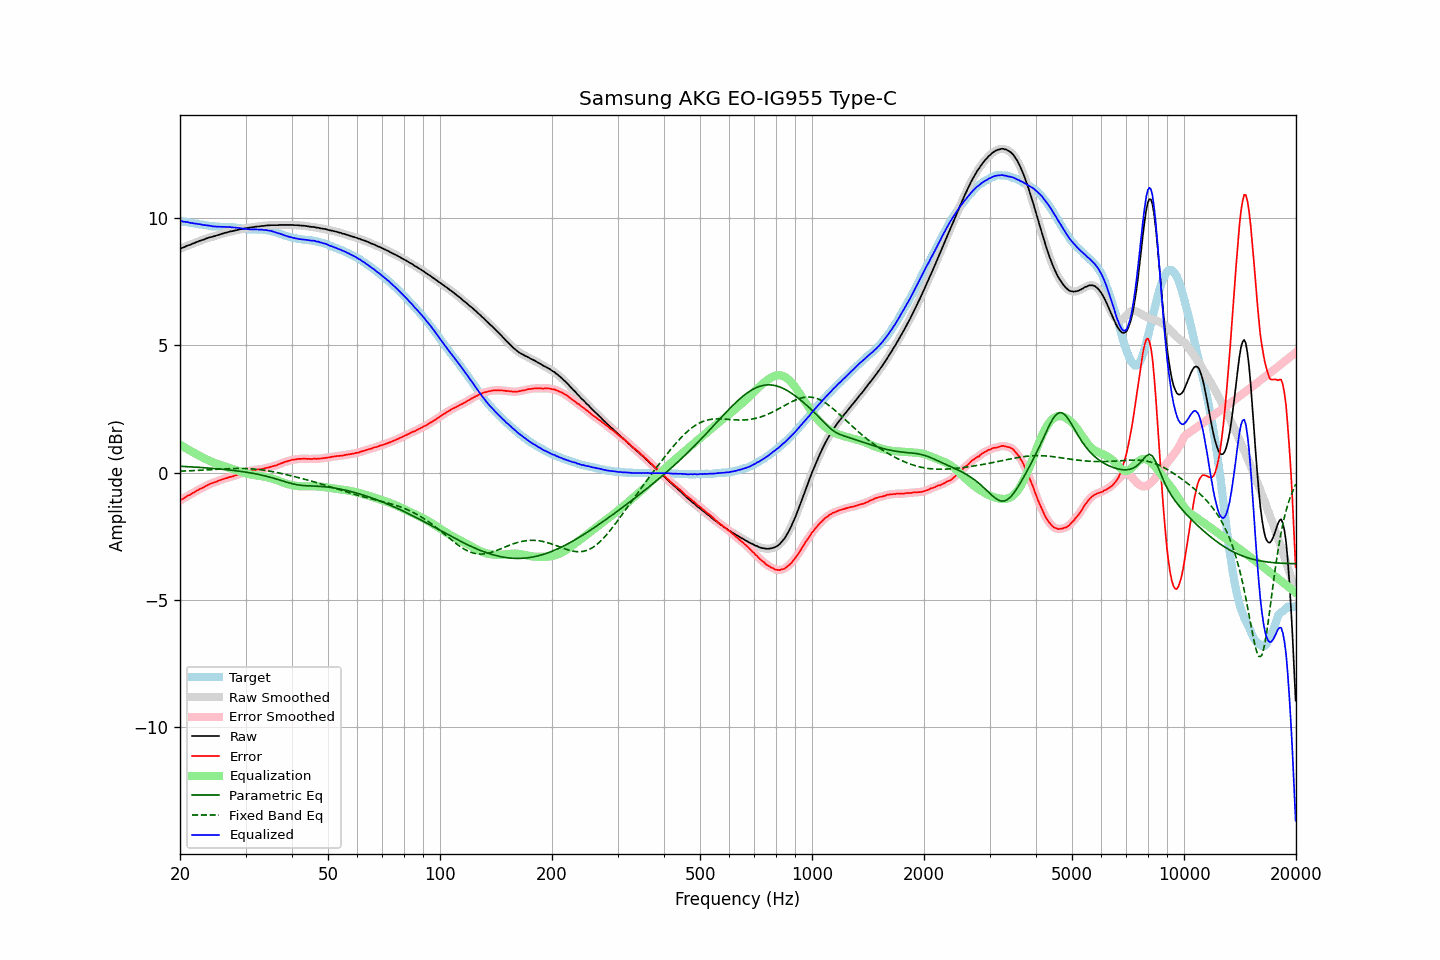 Samsung AKG EO-IG955 Type-C
Amplitude (dBr)
10
5
0
−5
−10
Target
Raw Smoothed
Error Smoothed
Raw
Error
Equalization
Parametric Eq
Fixed Band Eq
Equalized
20 50 100 200 500 1000 2000 5000 10000 20000
Frequency (Hz)